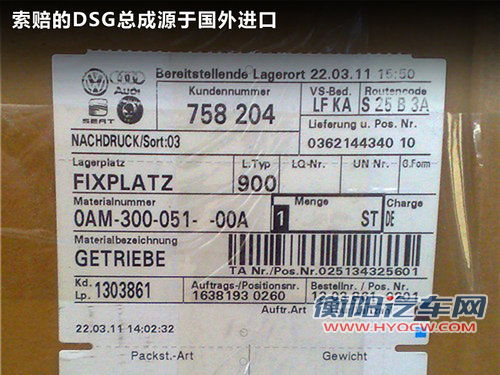 索赔的DSG总成源于国外进口
Bereitstellende Lagerort 22.03.11 15:50
Audi
SEAT
Kundennummer
758 204
VS-Bed. Routencode
LF KA S 25 B 3A
Lieferung u. Pos. Nr.
0362144340 10
NACHDRUCK/Sort:03
Lagerplatz L.Typ LQ-Nr. UN Nr. G.Form
FIXPLATZ 900
Materialnummer Menge Charge
0AM-300-051- -00A 1 ST DE
Materialbezeichnung
GETRIEBE
TA Nr./Pos.Nr.025134325601
Kd. Lp. 1303861
Auftrags-/Positionsnr. Bestellnr. / Pos.Nr.
1638193 0260
Auftr.Art
22.03.11 14:02:32
Packst.-Art Gewicht
衡阳汽车网
WWW.HYQCW.COM